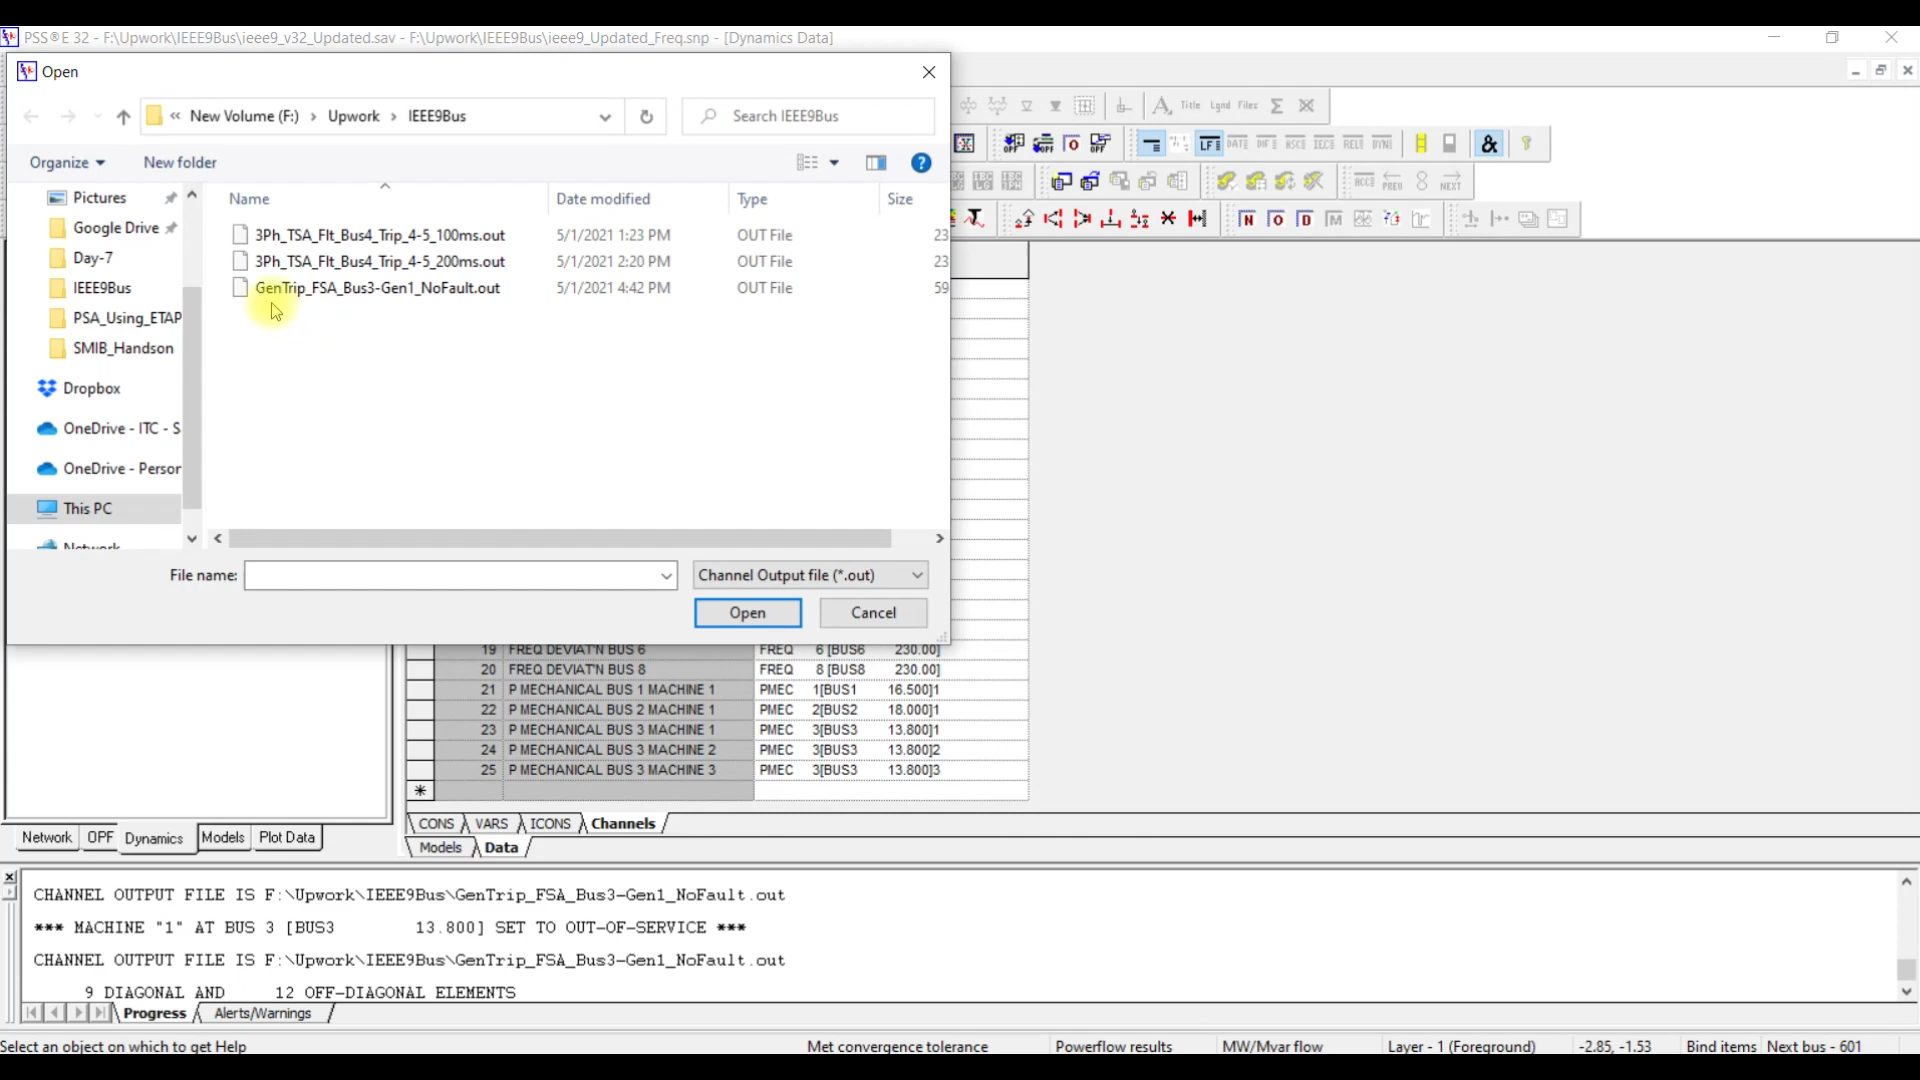 PSS®E 32 - F:\Upwork\IEEE9Bus\ieee9_v32_Updated.sav - F:\Upwork\IEEE9Bus\ieee9_Updated_Freq.snp - [Dynamics Data]
Open
« New Volume (F:) › Upwork › IEEE9Bus
Search IEEE9Bus
Organize
New folder
Title Lgnd Files
Pictures
Google Drive
Day-7
IEEE9Bus
PSA_Using_ETAP
SMIB_Handson
Dropbox
OneDrive - ITC - S
OneDrive - Person
This PC
Network
Name Date modified Type Size
3Ph_TSA_Flt_Bus4_Trip_4-5_100ms.out 5/1/2021 1:23 PM OUT File 23
3Ph_TSA_Flt_Bus4_Trip_4-5_200ms.out 5/1/2021 2:20 PM OUT File 23
GenTrip_FSA_Bus3-Gen1_NoFault.out 5/1/2021 4:42 PM OUT File 59
File name:
Channel Output file (*.out)
Open
Cancel
19 FREQ DEVIAT'N BUS 6 FREQ 6 [BUS6 230.00]
20 FREQ DEVIAT'N BUS 8 FREQ 8 [BUS8 230.00]
21 P MECHANICAL BUS 1 MACHINE 1 PMEC 1[BUS1 16.500]1
22 P MECHANICAL BUS 2 MACHINE 1 PMEC 2[BUS2 18.000]1
23 P MECHANICAL BUS 3 MACHINE 1 PMEC 3[BUS3 13.800]1
24 P MECHANICAL BUS 3 MACHINE 2 PMEC 3[BUS3 13.800]2
25 P MECHANICAL BUS 3 MACHINE 3 PMEC 3[BUS3 13.800]3
CONS VARS ICONS Channels
Network OPF Dynamics Models Plot Data
Models Data
CHANNEL OUTPUT FILE IS F:\Upwork\IEEE9Bus\GenTrip_FSA_Bus3-Gen1_NoFault.out
*** MACHINE "1" AT BUS 3 [BUS3 13.800] SET TO OUT-OF-SERVICE ***
CHANNEL OUTPUT FILE IS F:\Upwork\IEEE9Bus\GenTrip_FSA_Bus3-Gen1_NoFault.out
9 DIAGONAL AND 12 OFF-DIAGONAL ELEMENTS
Progress Alerts/Warnings
Select an object on which to get Help
Met convergence tolerance
Powerflow results
MW/Mvar flow
Layer - 1 (Foreground)
-2.85, -1.53
Bind items
Next bus - 601